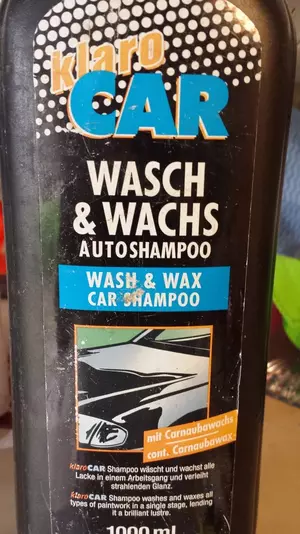 klaro
CAR
WASCH
& WACHS
AUTOSHAMPOO
WASH & WAX
CAR SHAMPOO
mit Carnaubawachs
cont. Carnaubawax
klaroCAR Shampoo wäscht und wachst alle
Lacke in einem Arbeitsgang und verleiht
strahlenden Glanz.
klaroCAR Shampoo washes and waxes all
types of paintwork in a single stage, lending
it a brilliant lustre.
1000 ml